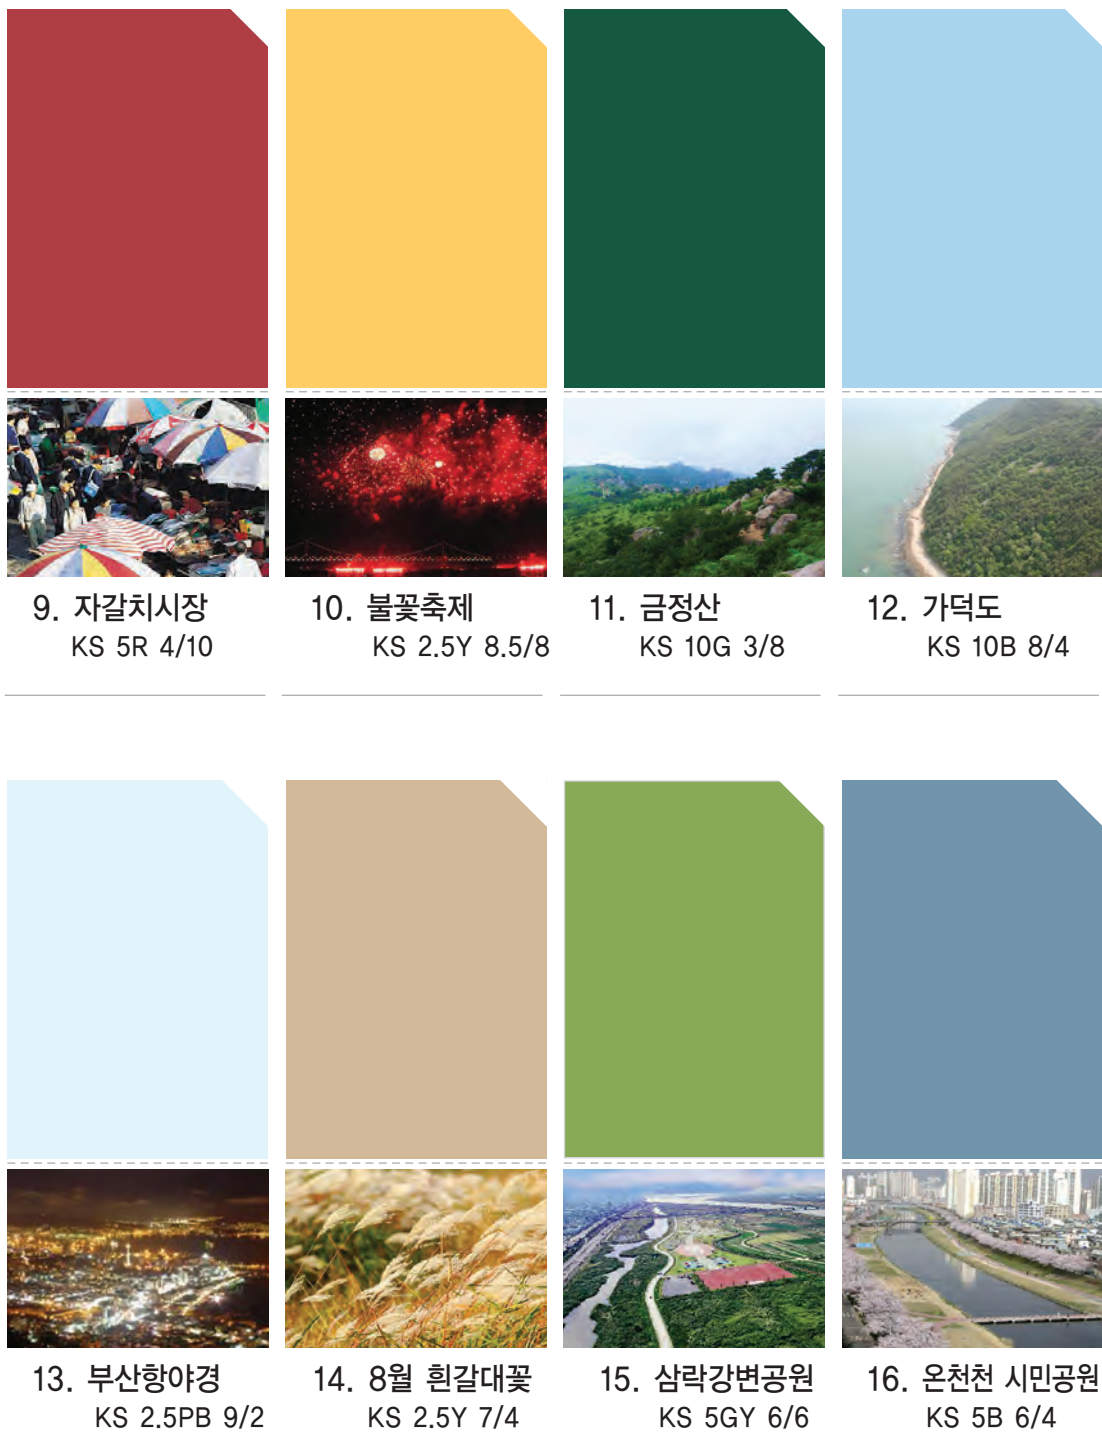 9. 자갈치시장
KS 5R 4/10
10. 불꽃축제
KS 2.5Y 8.5/8
11. 금정산
KS 10G 3/8
12. 가덕도
KS 10B 8/4
13. 부산항야경
KS 2.5PB 9/2
14. 8월 흰갈대꽃
KS 2.5Y 7/4
15. 삼락강변공원
KS 5GY 6/6
16. 온천천 시민공원
KS 5B 6/4